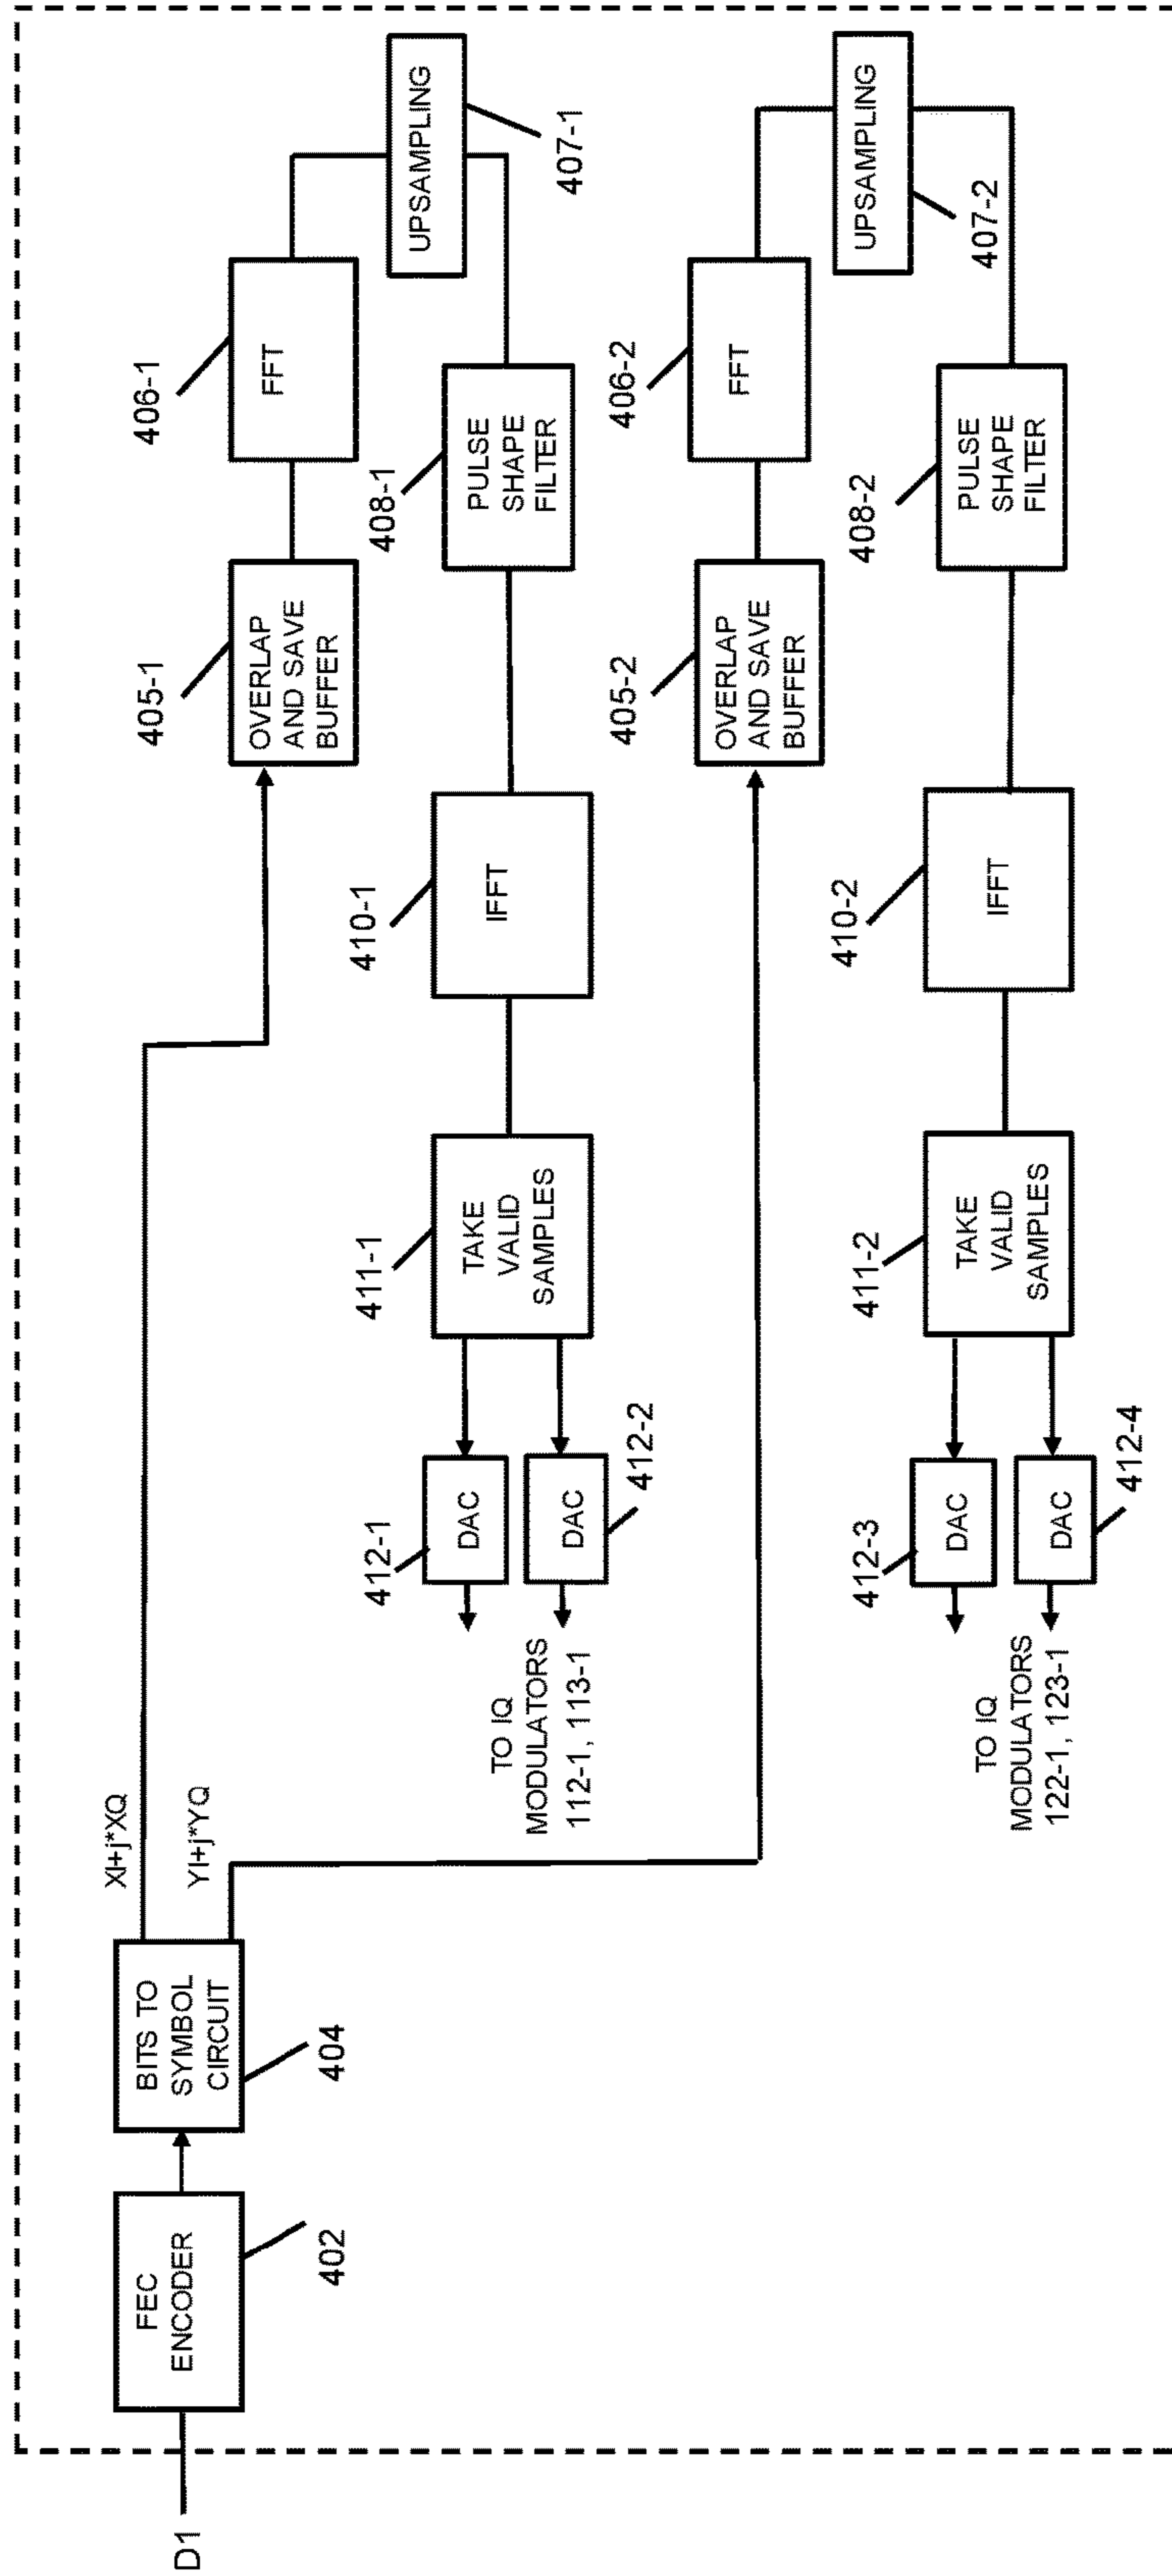 D1
FEC
ENCODER
402
BITS TO
SYMBOL
CIRCUIT
404
XI+j*XQ
YI+j*YQ
405-1
OVERLAP
AND SAVE
BUFFER
406-1
FFT
UPSAMPLING
407-1
408-1
PULSE
SHAPE
FILTER
410-1
IFFT
411-1
TAKE
VALID
SAMPLES
412-1
DAC
DAC
412-2
TO IQ
MODULATORS
112-1, 113-1
405-2
OVERLAP
AND SAVE
BUFFER
406-2
FFT
UPSAMPLING
407-2
408-2
PULSE
SHAPE
FILTER
410-2
IFFT
411-2
TAKE
VALID
SAMPLES
412-3
DAC
DAC
412-4
TO IQ
MODULATORS
122-1, 123-1